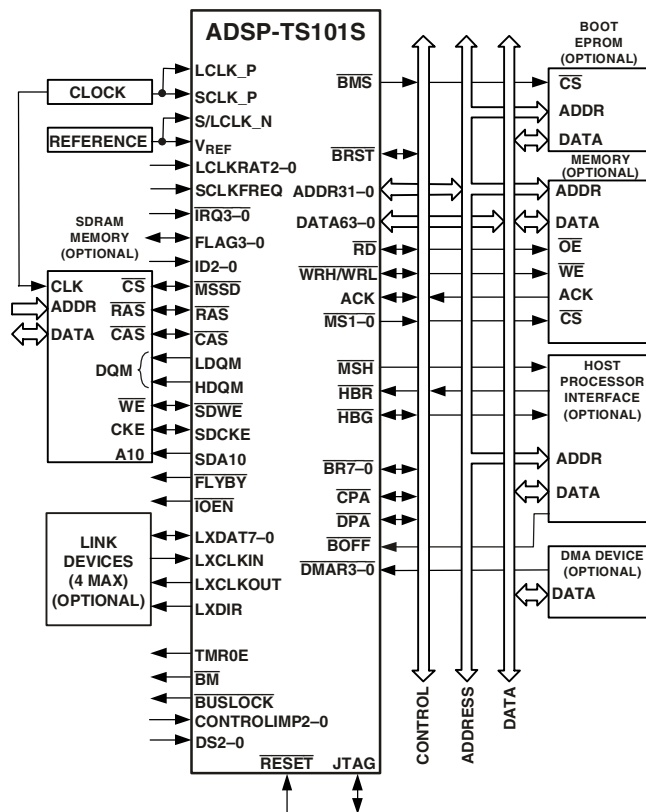 ADSP-TS101S
CLOCK
REFERENCE
LCLK_P
SCLK_P
S/LCLK_N
VREF
LCLKRAT2-0
SCLKFREQ
IRQ3-0
FLAG3-0
ID2-0
MSSD
RAS
CAS
LDQM
HDQM
SDWE
SDCKE
SDA10
FLYBY
IOEN
LXDAT7-0
LXCLKIN
LXCLKOUT
LXDIR
TMR0E
BM
BUSLOCK
CONTROLIMP2-0
DS2-0
RESET
JTAG
SDRAM
MEMORY
(OPTIONAL)
CLK
ADDR
DATA
CS
RAS
CAS
DQM
WE
CKE
A10
LINK
DEVICES
(4 MAX)
(OPTIONAL)
BMS
BRST
ADDR31-0
DATA63-0
RD
WRH/WRL
ACK
MS1-0
MSH
HBR
HBG
BR7-0
CPA
DPA
BOFF
DMAR3-0
CONTROL
ADDRESS
DATA
BOOT
EPROM
(OPTIONAL)
CS
ADDR
DATA
MEMORY
(OPTIONAL)
ADDR
DATA
OE
WE
ACK
CS
HOST
PROCESSOR
INTERFACE
(OPTIONAL)
ADDR
DATA
DMA DEVICE
(OPTIONAL)
DATA